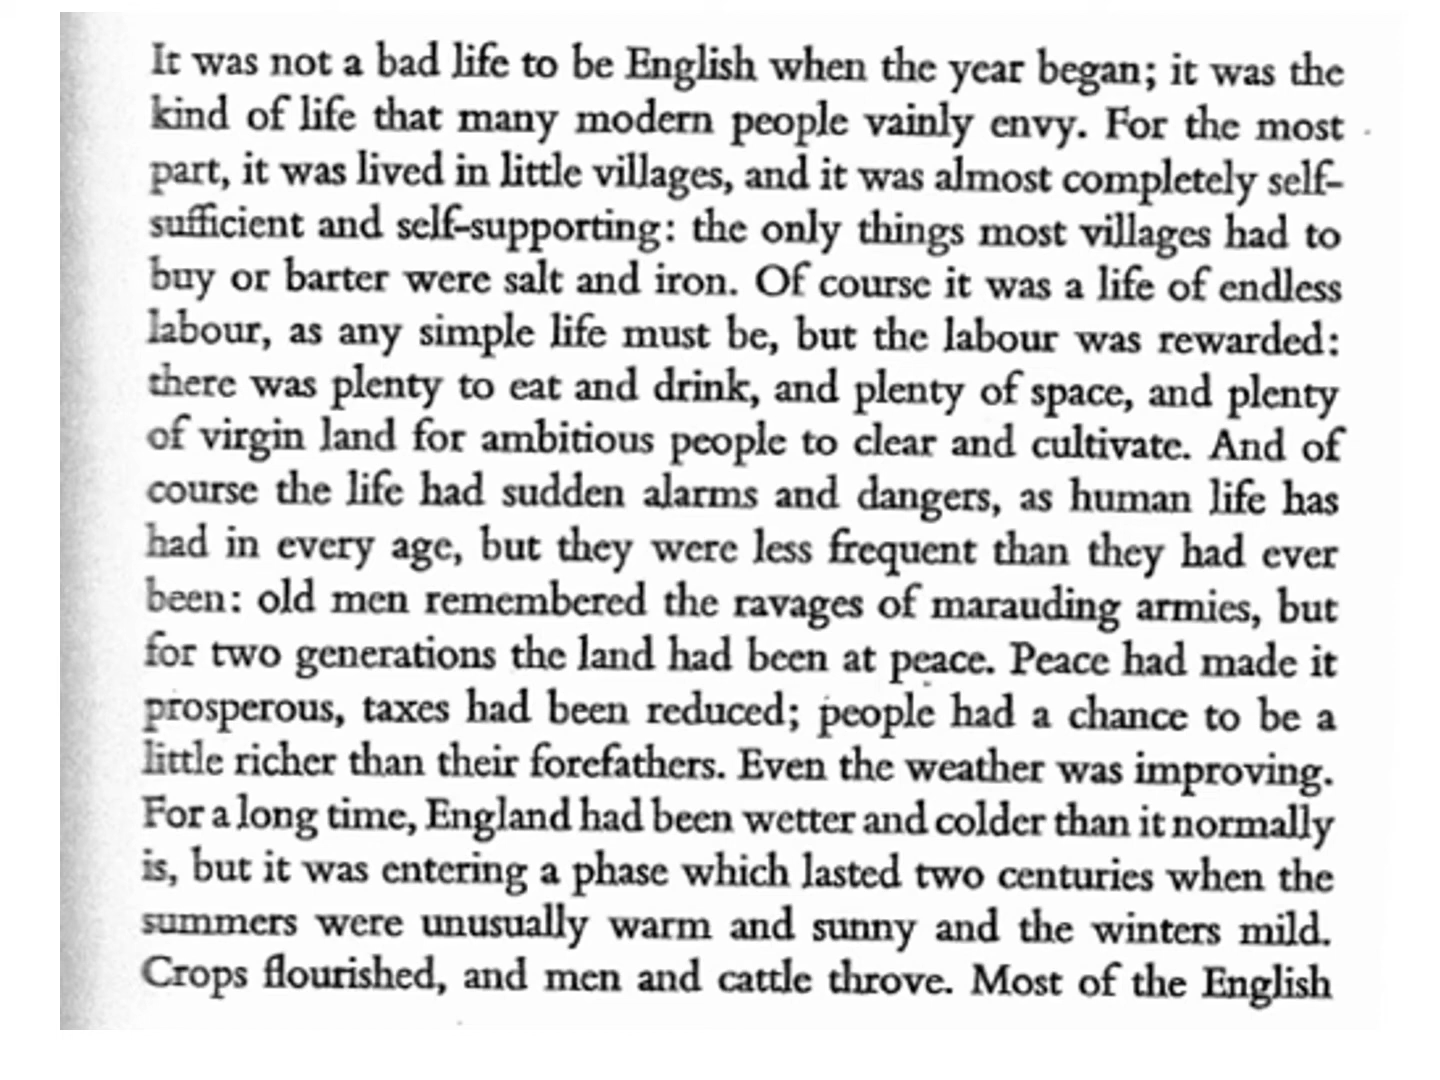 It was not a bad life to be English when the year began; it was the
kind of life that many modern people vainly envy. For the most
part, it was lived in little villages, and it was almost completely self-
sufficient and self-supporting: the only things most villages had to
buy or barter were salt and iron. Of course it was a life of endless
labour, as any simple life must be, but the labour was rewarded:
there was plenty to eat and drink, and plenty of space, and plenty
of virgin land for ambitious people to clear and cultivate. And of
course the life had sudden alarms and dangers, as human life has
had in every age, but they were less frequent than they had ever
been: old men remembered the ravages of marauding armies, but
for two generations the land had been at peace. Peace had made it
prosperous, taxes had been reduced; people had a chance to be a
little richer than their forefathers. Even the weather was improving.
For a long time, England had been wetter and colder than it normally
is, but it was entering a phase which lasted two centuries when the
summers were unusually warm and sunny and the winters mild.
Crops flourished, and men and cattle throve. Most of the English